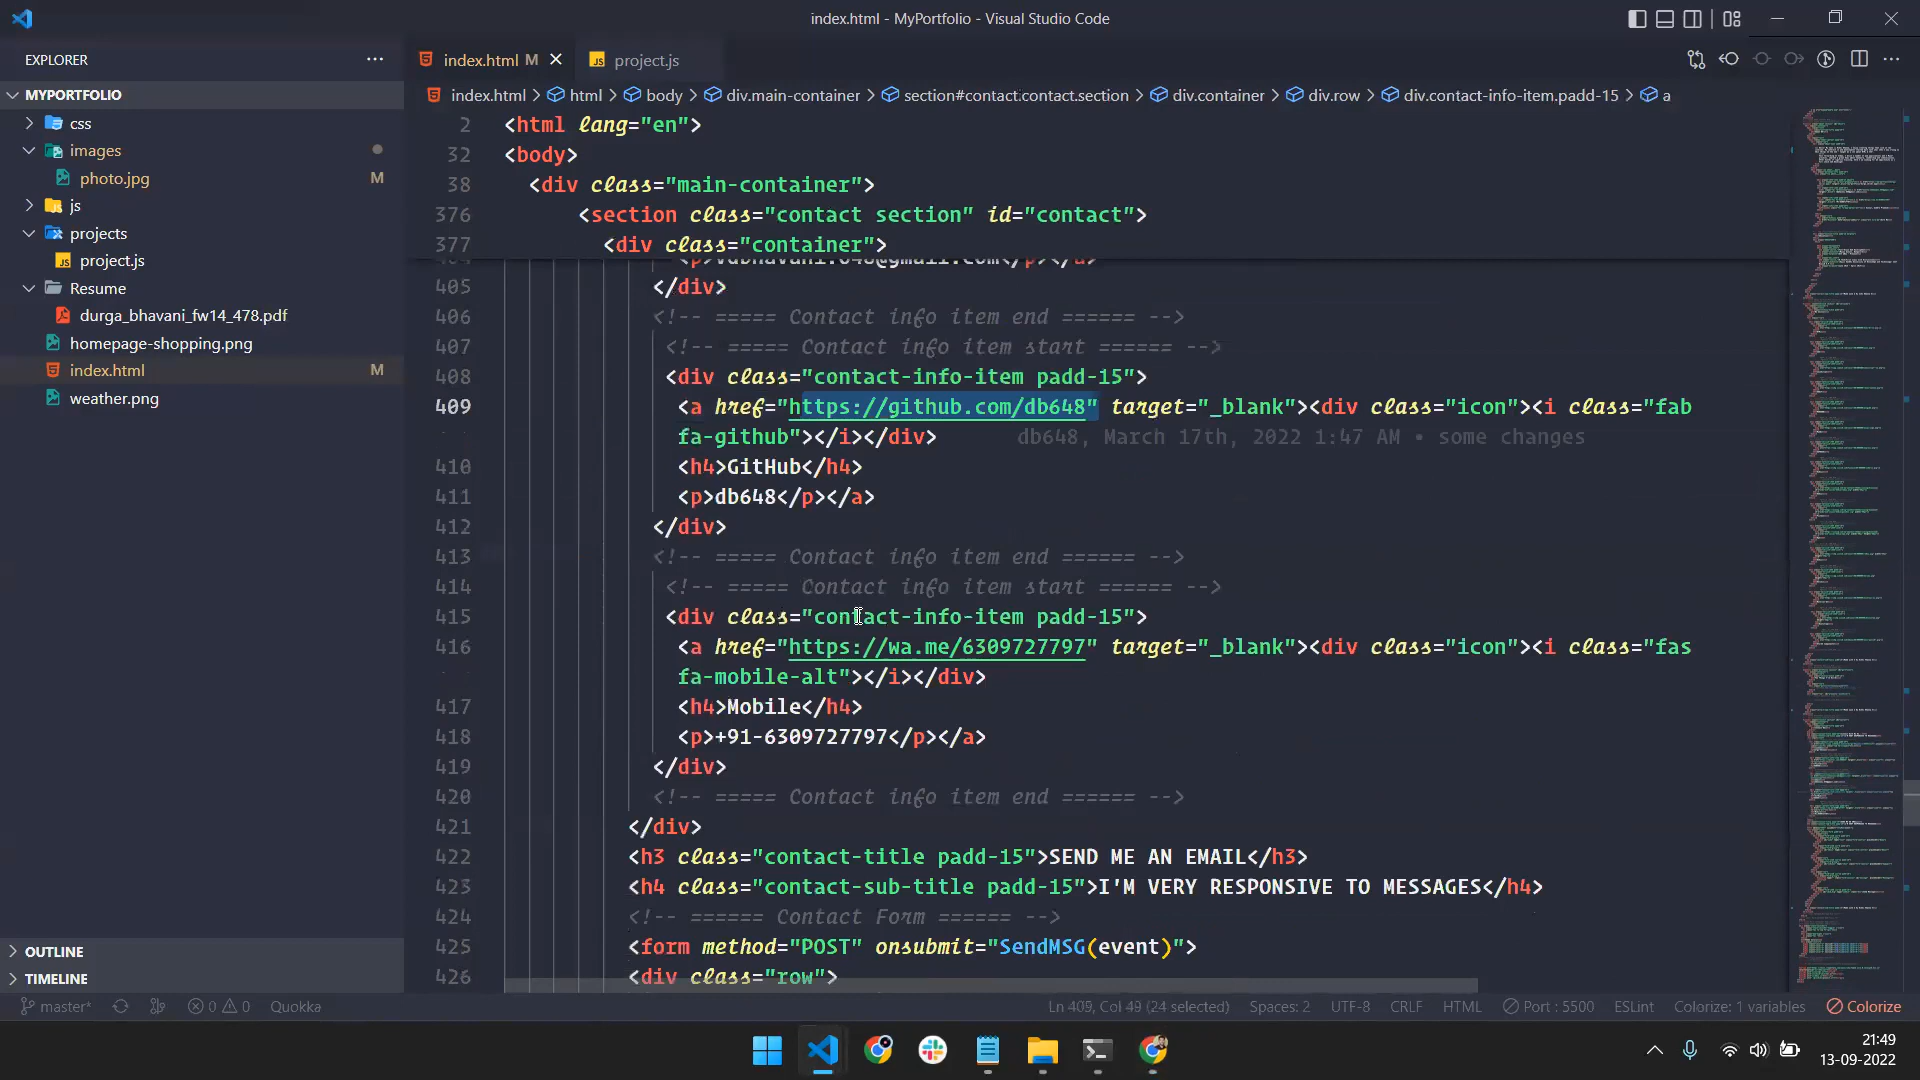 index.html - MyPortfolio - Visual Studio Code
EXPLORER
MYPORTFOLIO
css
images
photo.jpg M
js
projects
project.js
Resume
durga_bhavani_fw14_478.pdf
homepage-shopping.png
index.html M
weather.png
OUTLINE
TIMELINE
index.html M
JS project.js
index.html > html > body > div.main-container > section#contact.contact.section > div.container > div.row > div.contact-info-item.padd-15 > a
2 <html lang="en">
32 <body>
38 <div class="main-container">
376 <section class="contact section" id="contact">
377 <div class="container">
405 </div>
406 <!-- ===== Contact info item end ====== -->
407 <!-- ===== Contact info item start ====== -->
408 <div class="contact-info-item padd-15">
409 <a href="https://github.com/db648" target="_blank"><div class="icon"><i class="fab
fa-github"></i></div> db648, March 17th, 2022 1:47 AM • some changes
410 <h4>GitHub</h4>
411 <p>db648</p></a>
412 </div>
413 <!-- ===== Contact info item end ====== -->
414 <!-- ===== Contact info item start ====== -->
415 <div class="contact-info-item padd-15">
416 <a href="https://wa.me/6309727797" target="_blank"><div class="icon"><i class="fas
fa-mobile-alt"></i></div>
417 <h4>Mobile</h4>
418 <p>+91-6309727797</p></a>
419 </div>
420 <!-- ===== Contact info item end ====== -->
421 </div>
422 <h3 class="contact-title padd-15">SEND ME AN EMAIL</h3>
423 <h4 class="contact-sub-title padd-15">I'M VERY RESPONSIVE TO MESSAGES</h4>
424 <!-- ====== Contact Form ====== -->
425 <form method="POST" onsubmit="SendMSG(event)">
426 <div class="row">
master* 0 0 Quokka Ln 409, Col 49 (24 selected) Spaces: 2 UTF-8 CRLF HTML Port : 5500 ESLint Colorize: 1 variables Colorize
21:49
13-09-2022